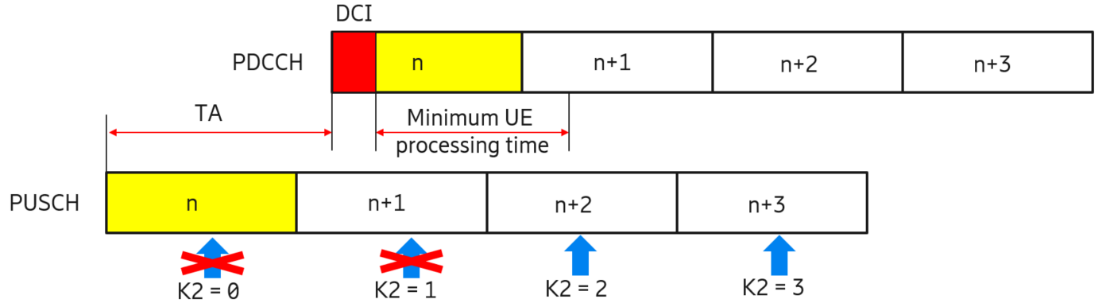 DCI
PDCCH
n
n+1
n+2
n+3
TA
Minimum UE
processing time
PUSCH
n
n+1
n+2
n+3
K2 = 0
K2 = 1
K2 = 2
K2 = 3